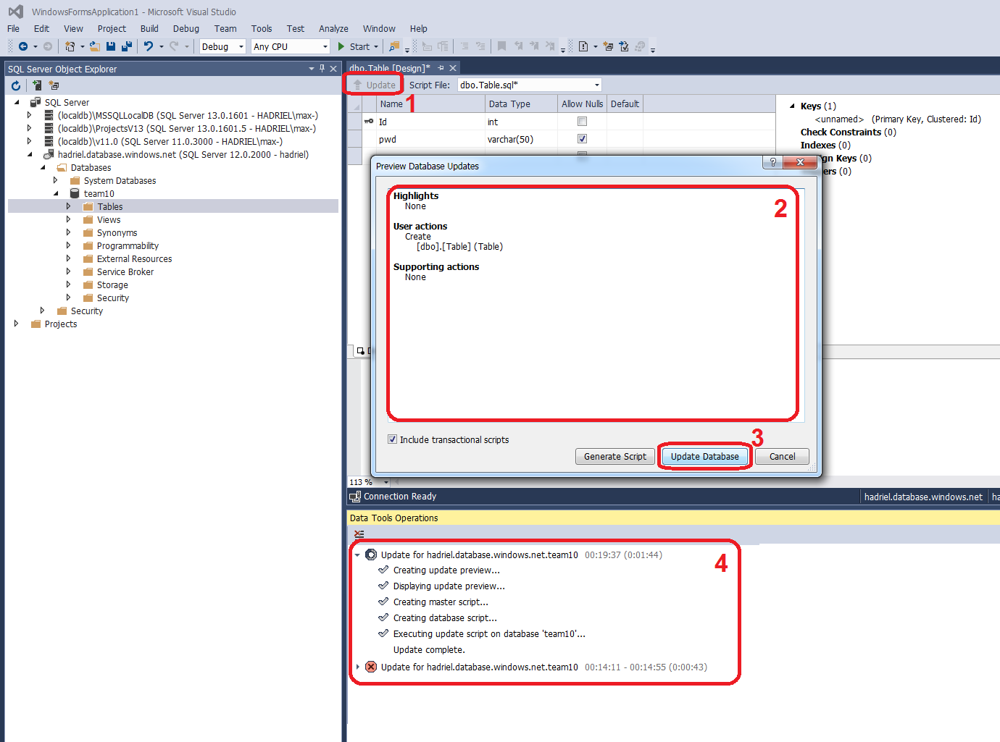 WindowsFormsApplication1 - Microsoft Visual Studio
File Edit View Project Build Debug Team Tools Test Analyze Window Help
Debug Any CPU Start
SQL Server Object Explorer
SQL Server
(localdb)\MSSQLLocalDB (SQL Server 13.0.1601 - HADRIEL\max-)
(localdb)\ProjectsV13 (SQL Server 13.0.1601.5 - HADRIEL\max-)
(localdb)\v11.0 (SQL Server 11.0.3000 - HADRIEL\max-)
hadriel.database.windows.net (SQL Server 12.0.2000 - hadriel)
Databases
System Databases
team10
Tables
Views
Synonyms
Programmability
External Resources
Service Broker
Storage
Security
Security
Projects
dbo.Table [Design]*
Update Script File: dbo.Table.sql*
1
Name Data Type Allow Nulls Default
Id int
pwd varchar(50)
Keys (1)
<unnamed> (Primary Key, Clustered: Id)
Check Constraints (0)
Indexes (0)
gn Keys (0)
ers (0)
Preview Database Updates
2
Highlights
None
User actions
Create
[dbo].[Table] (Table)
Supporting actions
None
Include transactional scripts
3
Generate Script Update Database Cancel
113 %
Connection Ready hadriel.database.windows.net ha
Data Tools Operations
4
Update for hadriel.database.windows.net.team10 00:19:37 (0:01:44)
Creating update preview...
Displaying update preview...
Creating master script...
Creating database script...
Executing update script on database 'team10'...
Update complete.
Update for hadriel.database.windows.net.team10 00:14:11 - 00:14:55 (0:00:43)